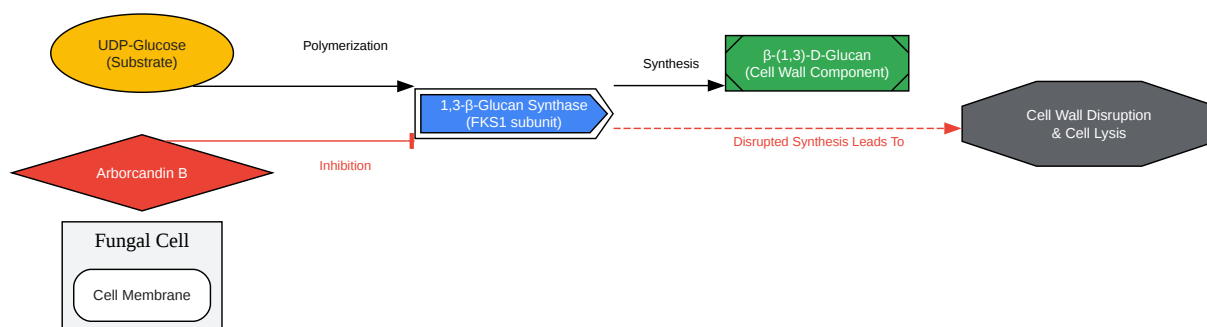 UDP-Glucose
(Substrate)
Polymerization
1,3-β-Glucan Synthase
(FKS1 subunit)
Synthesis
β-(1,3)-D-Glucan
(Cell Wall Component)
Arborcandin B
Inhibition
Disrupted Synthesis Leads To
Cell Wall Disruption
& Cell Lysis
Fungal Cell
Cell Membrane